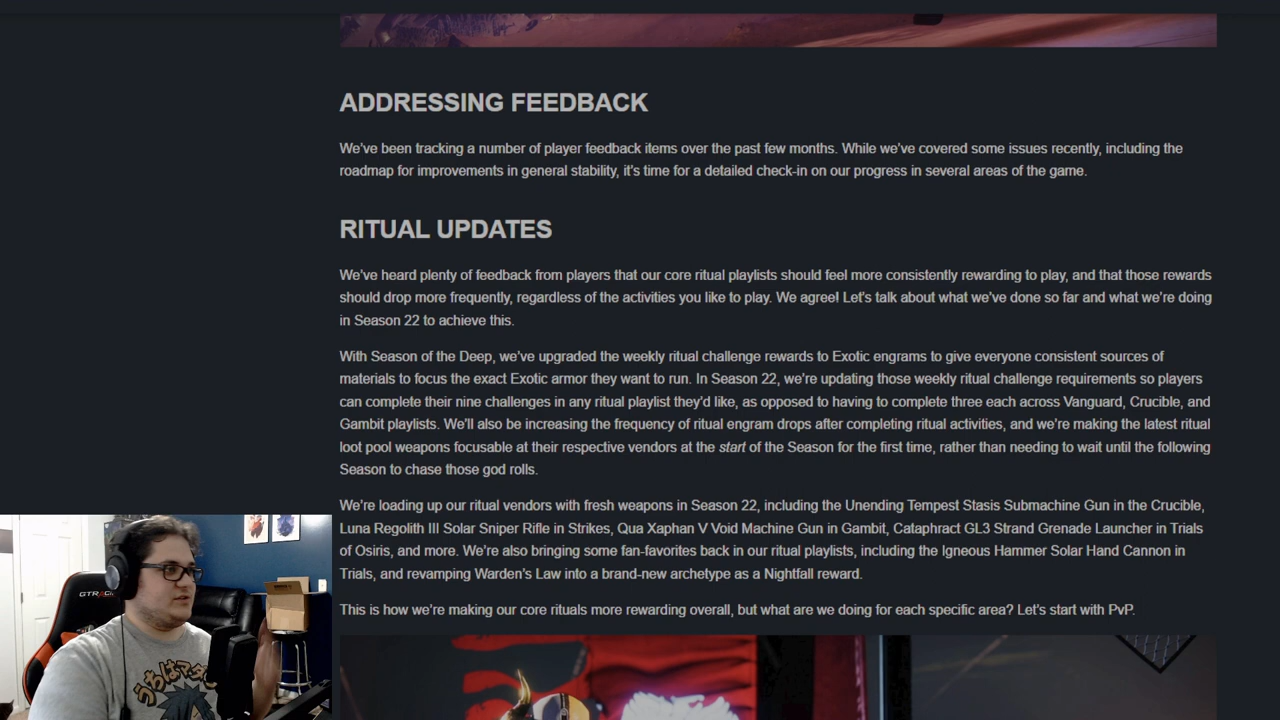 ADDRESSING FEEDBACK
We've been tracking a number of player feedback items over the past few months. While we've covered some issues recently, including the
roadmap for improvements in general stability, it's time for a detailed check-in on our progress in several areas of the game.
RITUAL UPDATES
We've heard plenty of feedback from players that our core ritual playlists should feel more consistently rewarding to play, and that those rewards
should drop more frequently, regardless of the activities you like to play. We agree! Let's talk about what we've done so far and what we're doing
in Season 22 to achieve this.
With Season of the Deep, we've upgraded the weekly ritual challenge rewards to Exotic engrams to give everyone consistent sources of
materials to focus the exact Exotic armor they want to run. In Season 22, we're updating those weekly ritual challenge requirements so players
can complete their nine challenges in any ritual playlist they'd like, as opposed to having to complete three each across Vanguard, Crucible, and
Gambit playlists. We'll also be increasing the frequency of ritual engram drops after completing ritual activities, and we're making the latest ritual
loot pool weapons focusable at their respective vendors at the start of the Season for the first time, rather than needing to wait until the following
Season to chase those god rolls.
We're loading up our ritual vendors with fresh weapons in Season 22, including the Unending Tempest Stasis Submachine Gun in the Crucible,
Luna Regolith III Solar Sniper Rifle in Strikes, Qua Xaphan V Void Machine Gun in Gambit, Cataphract GL3 Strand Grenade Launcher in Trials
of Osiris, and more. We're also bringing some fan-favorites back in our ritual playlists, including the Igneous Hammer Solar Hand Cannon in
Trials, and revamping Warden's Law into a brand-new archetype as a Nightfall reward.
This is how we're making our core rituals more rewarding overall, but what are we doing for each specific area? Let's start with PvP.
GTRAC
うちはマダ